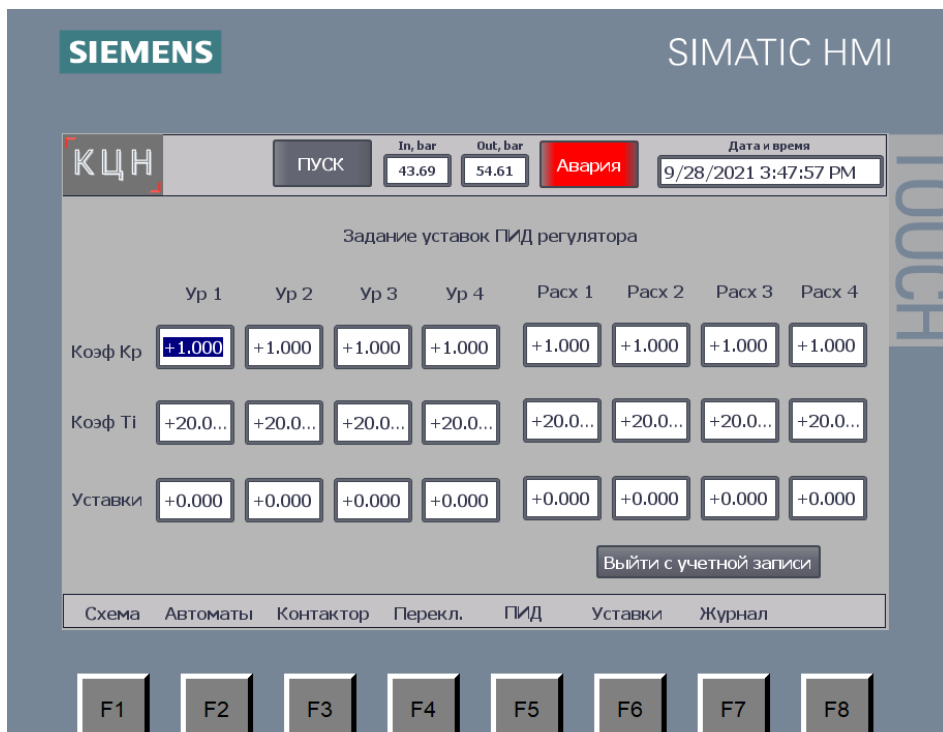 SIEMENS
SIMATIC HMI
TOUCH
КЦН
ПУСК
In, bar
43.69
Out, bar
54.61
Авария
Дата и время
9/28/2021 3:47:57 PM
Задание уставок ПИД регулятора
Ур 1 Ур 2 Ур 3 Ур 4 Расх 1 Расх 2 Расх 3 Расх 4
Коэф Kp +1.000 +1.000 +1.000 +1.000 +1.000 +1.000 +1.000 +1.000
Коэф Ti +20.0... +20.0... +20.0... +20.0... +20.0... +20.0... +20.0... +20.0...
Уставки +0.000 +0.000 +0.000 +0.000 +0.000 +0.000 +0.000 +0.000
Выйти с учетной записи
Схема Автоматы Контактор Перекл. ПИД Уставки Журнал
F1 F2 F3 F4 F5 F6 F7 F8